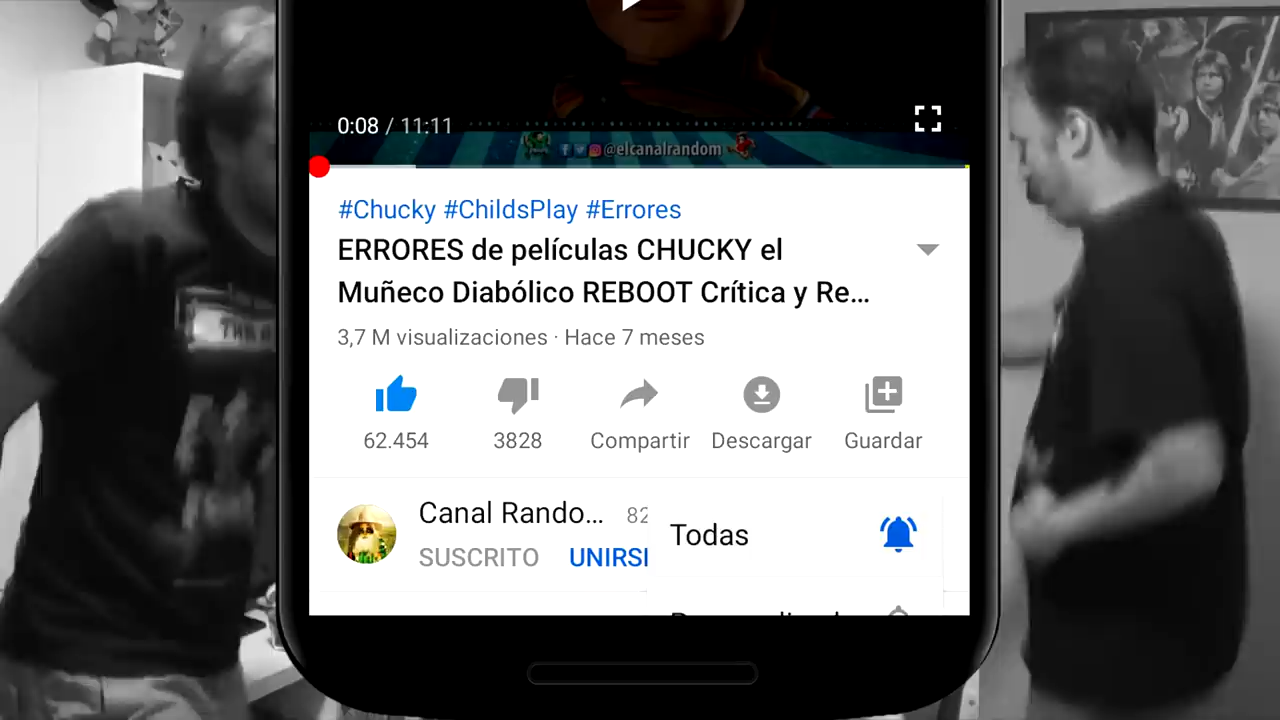 0:08 / 11:11
@elcanalrandom
#Chucky #ChildsPlay #Errores
ERRORES de películas CHUCKY el
Muñeco Diabólico REBOOT Crítica y Re...
3,7 M visualizaciones · Hace 7 meses
62.454 3828 Compartir Descargar Guardar
Canal Rando... 82
SUSCRITO UNIRS
Todas